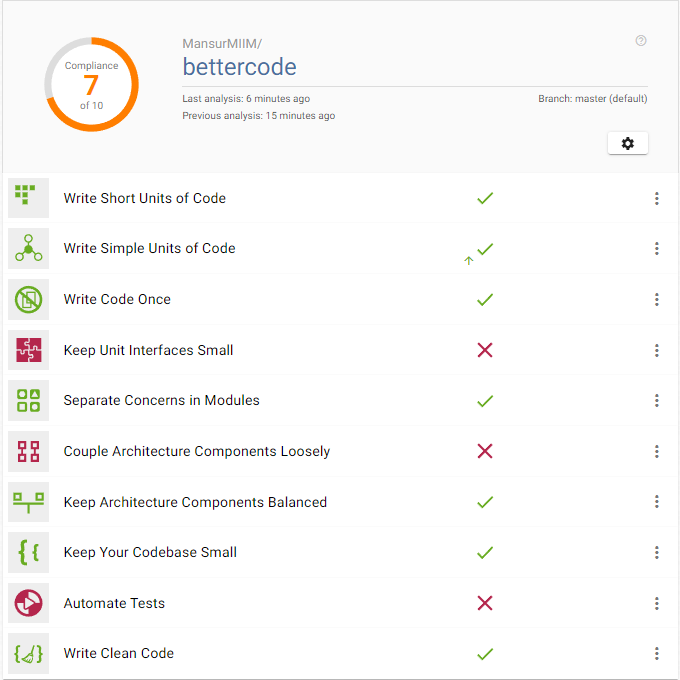 Compliance
7
of 10
MansurMIIM/
bettercode
Last analysis: 6 minutes ago
Branch: master (default)
Previous analysis: 15 minutes ago
Write Short Units of Code
Write Simple Units of Code
Write Code Once
Keep Unit Interfaces Small
Separate Concerns in Modules
Couple Architecture Components Loosely
Keep Architecture Components Balanced
Keep Your Codebase Small
Automate Tests
Write Clean Code